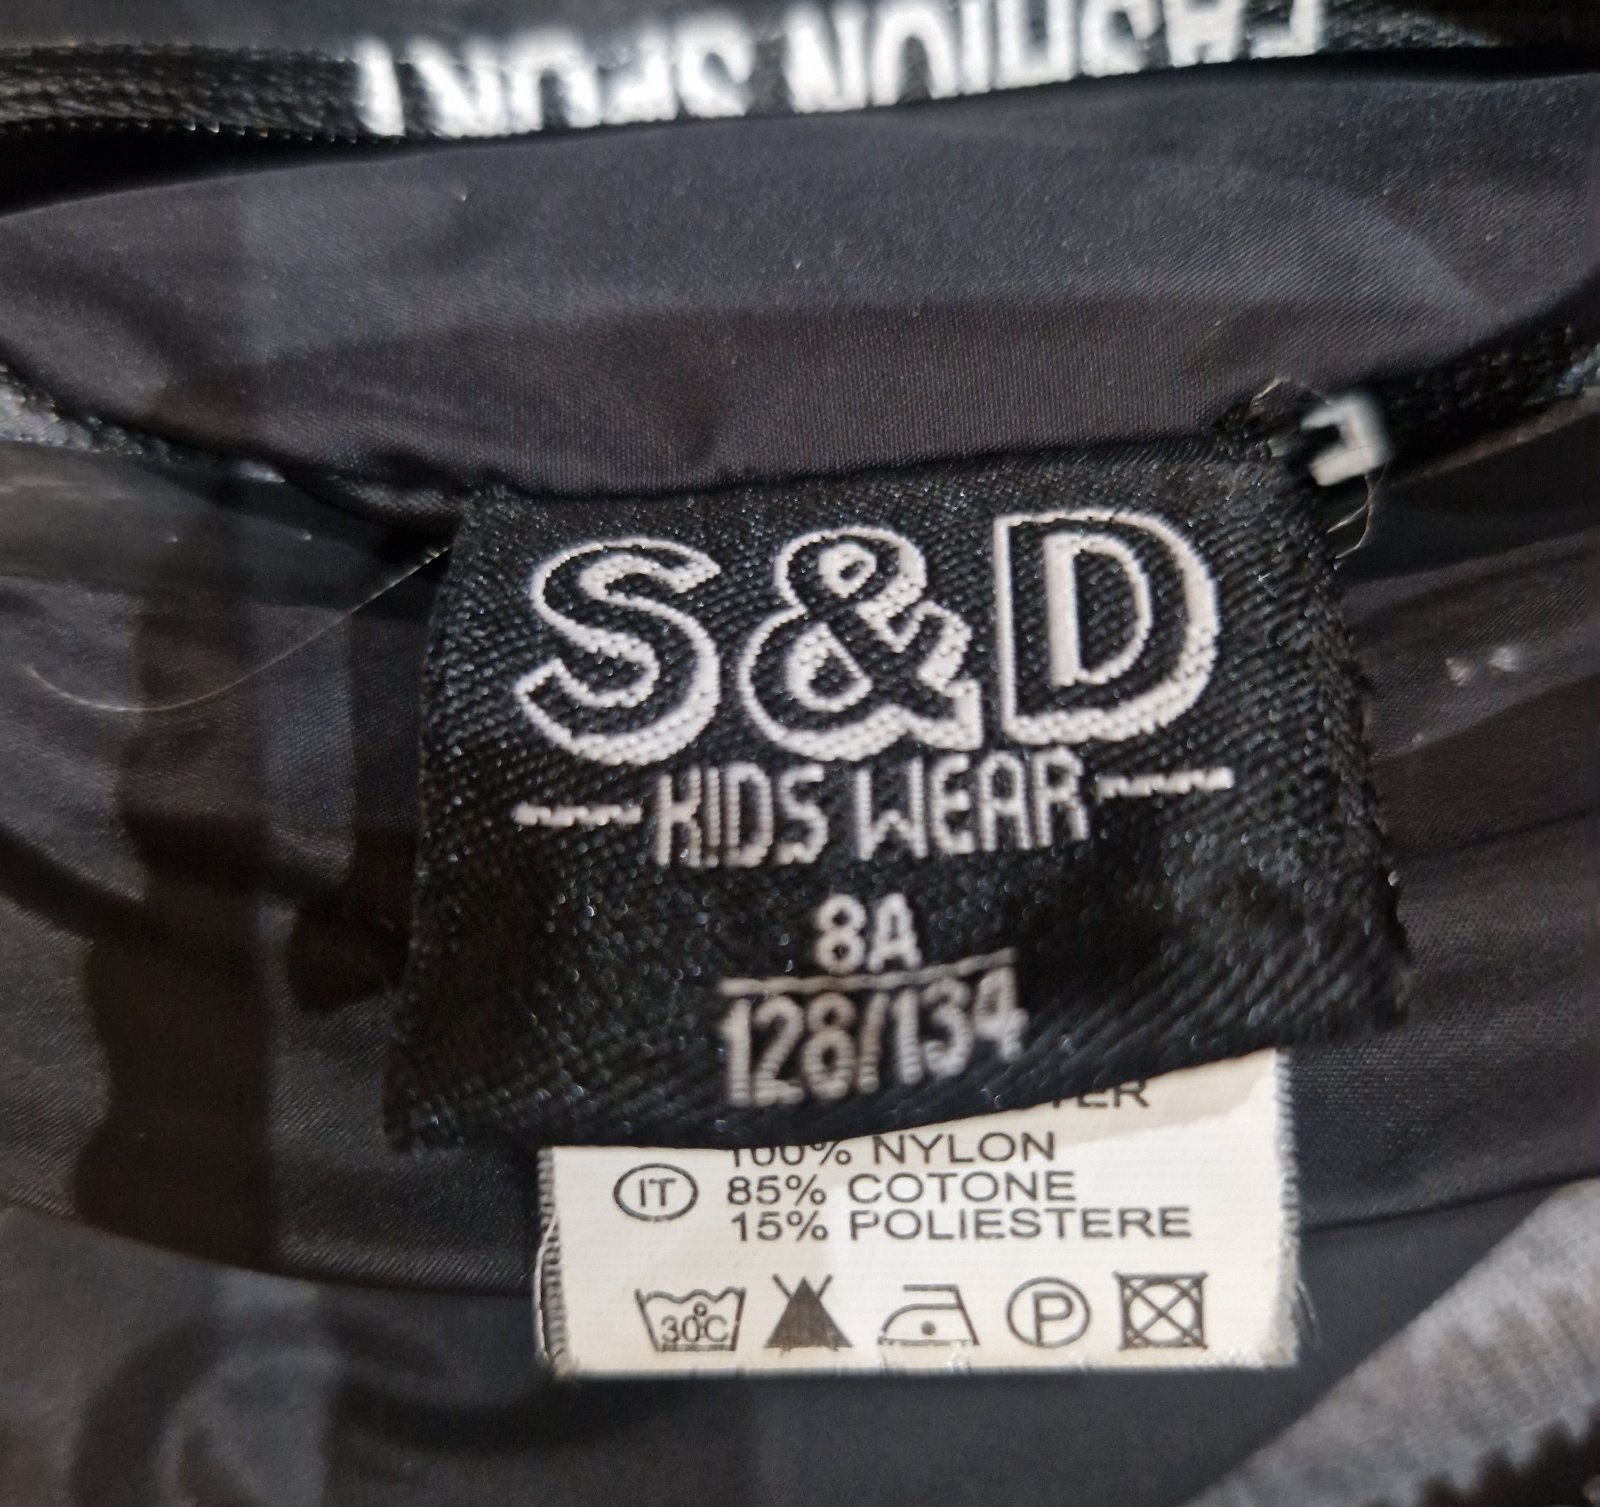 FASHION SPORT
S&D
KIDS WEAR
8A
128/134
100% NYLON
IT 85% COTONE
15% POLIESTERE
30°C P